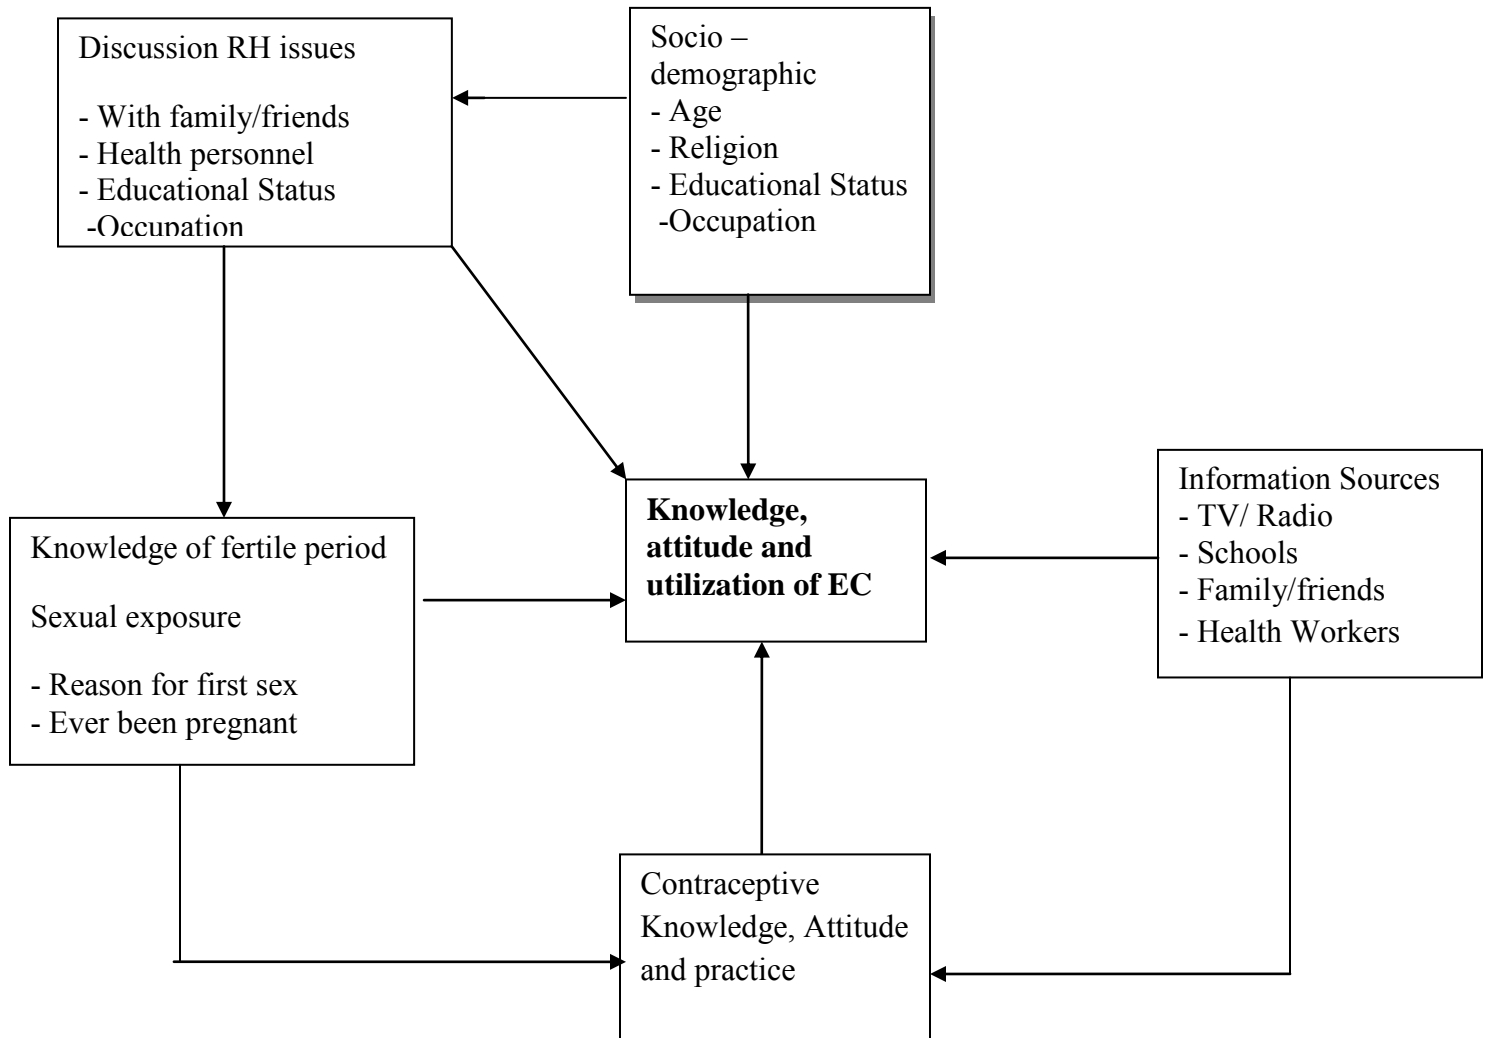 Discussion RH issues
- With family/friends
- Health personnel
- Educational Status
-Occupation
Socio –
demographic
- Age
- Religion
- Educational Status
-Occupation
Knowledge of fertile period
Sexual exposure
- Reason for first sex
- Ever been pregnant
Knowledge,
attitude and
utilization of EC
Information Sources
- TV/ Radio
- Schools
- Family/friends
- Health Workers
Contraceptive
Knowledge, Attitude
and practice